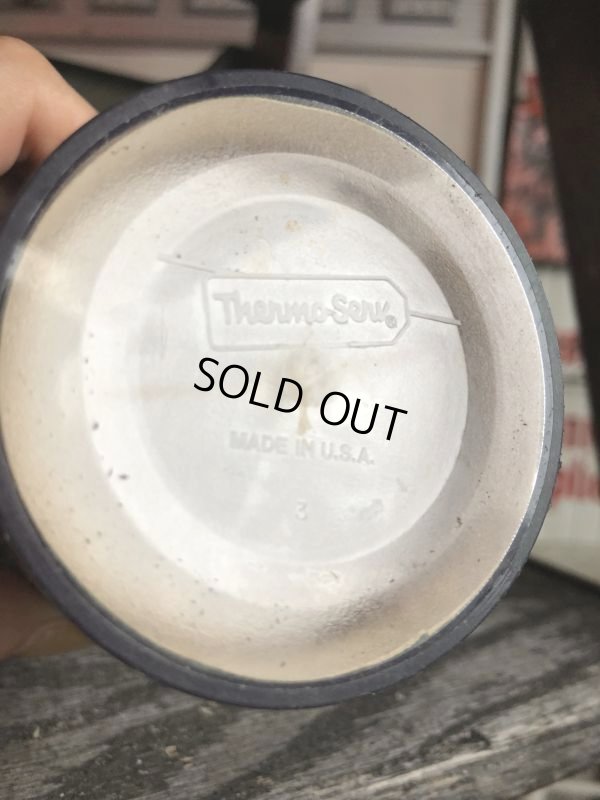 Thermo-Serv®
SOLD OUT
MADE IN U.S.A.
3